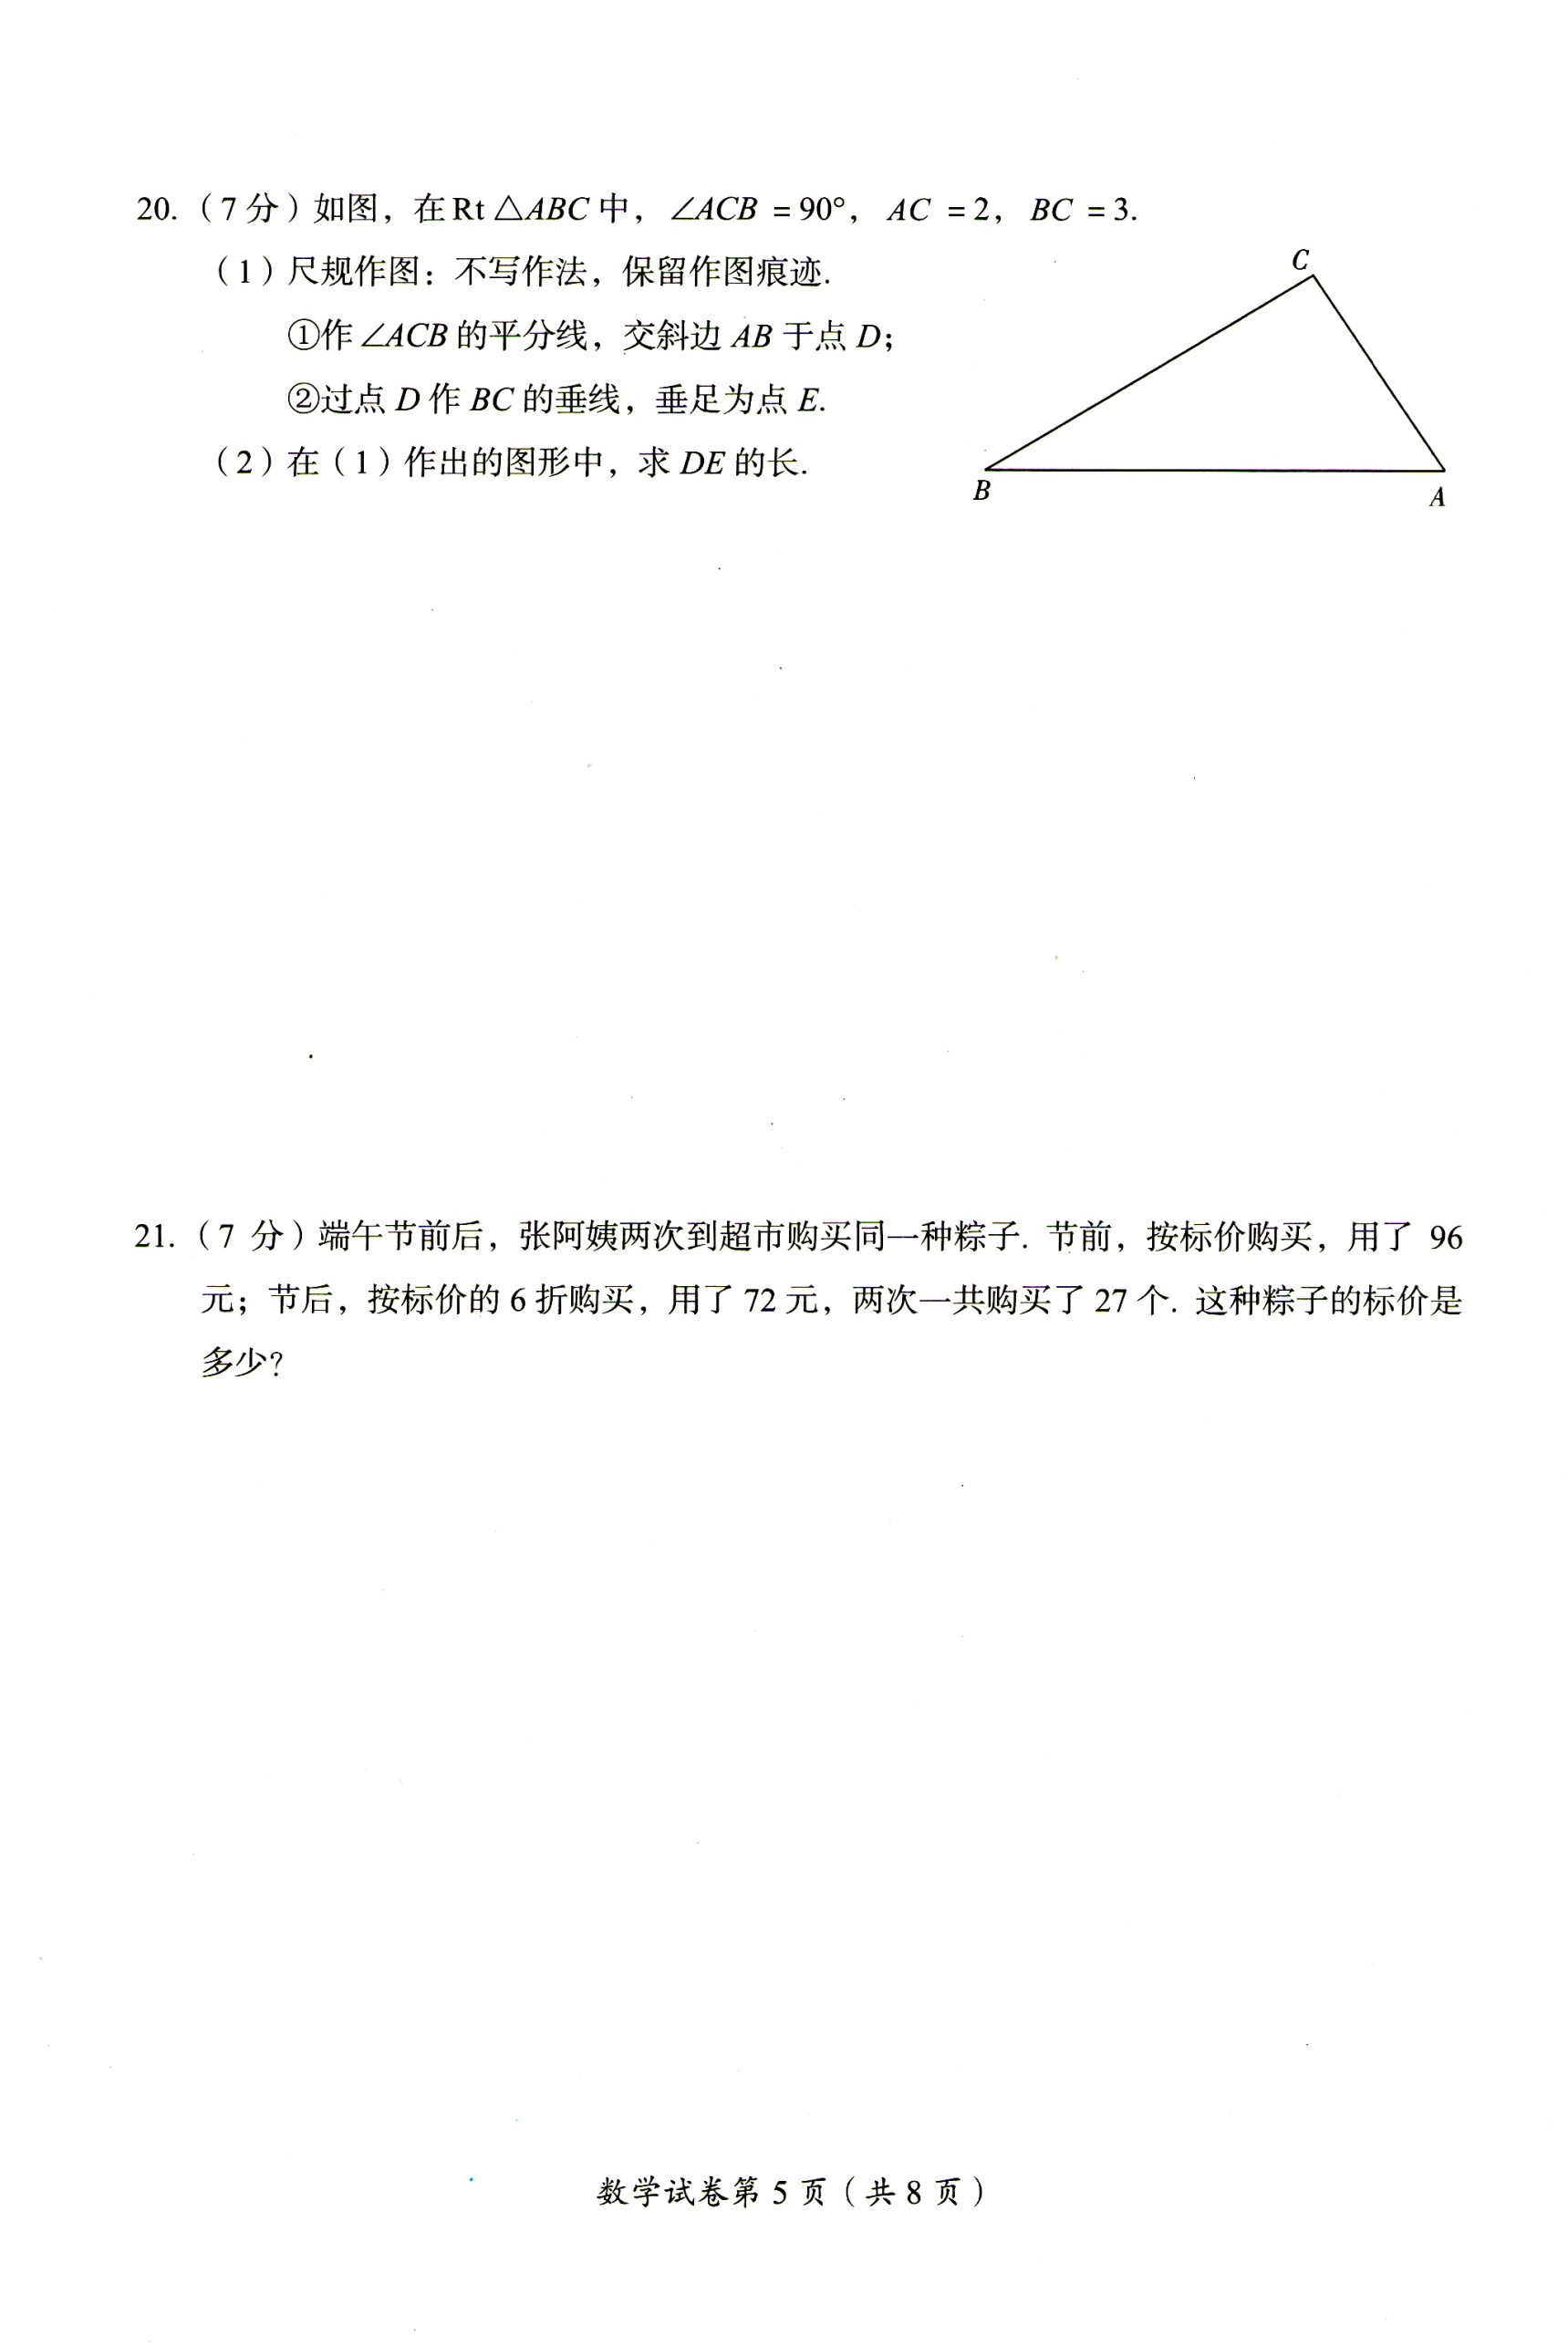 20.（7分）如图，在Rt △ABC中，∠ACB = 90°，AC = 2，BC = 3.
（1）尺规作图：不写作法，保留作图痕迹.
①作∠ACB的平分线，交斜边AB于点D；
②过点D作BC的垂线，垂足为点E.
（2）在（1）作出的图形中，求DE的长.
C
B
A
21.（7 分）端午节前后，张阿姨两次到超市购买同一种粽子. 节前，按标价购买，用了 96
元；节后，按标价的6折购买，用了72元，两次一共购买了27个. 这种粽子的标价是
多少？
数学试卷第 5 页（共 8 页）